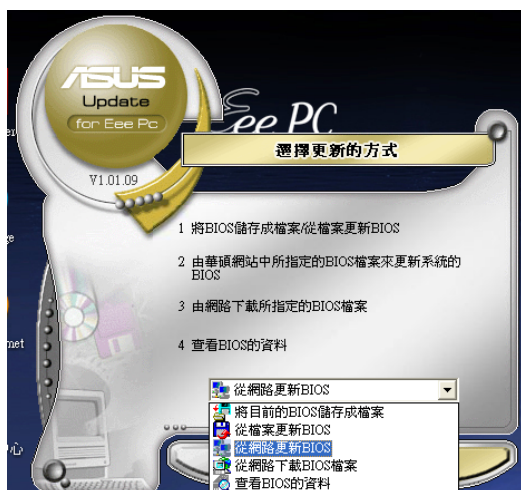 ASUS
Update
for Eee Pc
Eee PC
選擇更新的方式
V1.01.09
1 將BIOS儲存成檔案/從檔案更新BIOS
2 由華碩網站中所指定的BIOS檔案來更新系統的
BIOS
3 由網路下載所指定的BIOS檔案
4 查看BIOS的資料
從網路更新BIOS
將目前的BIOS儲存成檔案
從檔案更新BIOS
從網路更新BIOS
從網路下載BIOS檔案
查看BIOS的資料
net
心